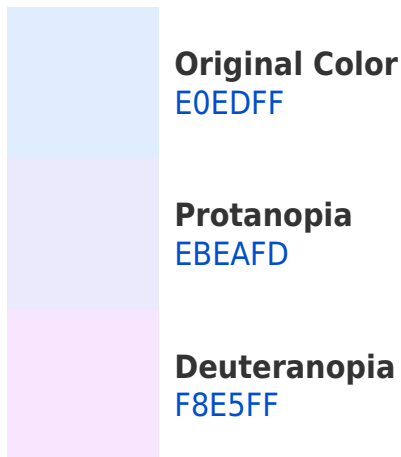 Original Color
E0EDFF
Protanopia
EBEAFD
Deuteranopia
F8E5FF